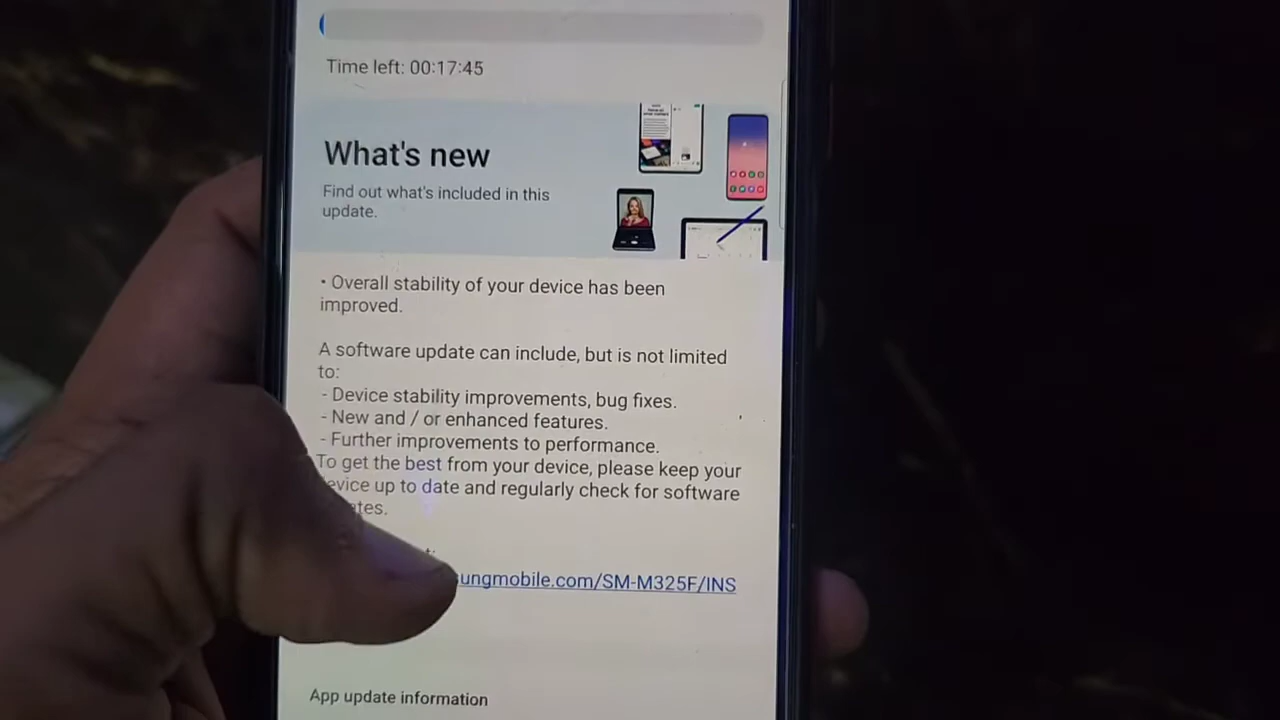 Time left: 00:17:45
What's new
Find out what's included in this
update.
• Overall stability of your device has been
improved.
A software update can include, but is not limited
to:
- Device stability improvements, bug fixes.
- New and / or enhanced features.
- Further improvements to performance.
To get the best from your device, please keep your
evice up to date and regularly check for software
tes.
t:
sungmobile.com/SM-M325F/INS
App update information